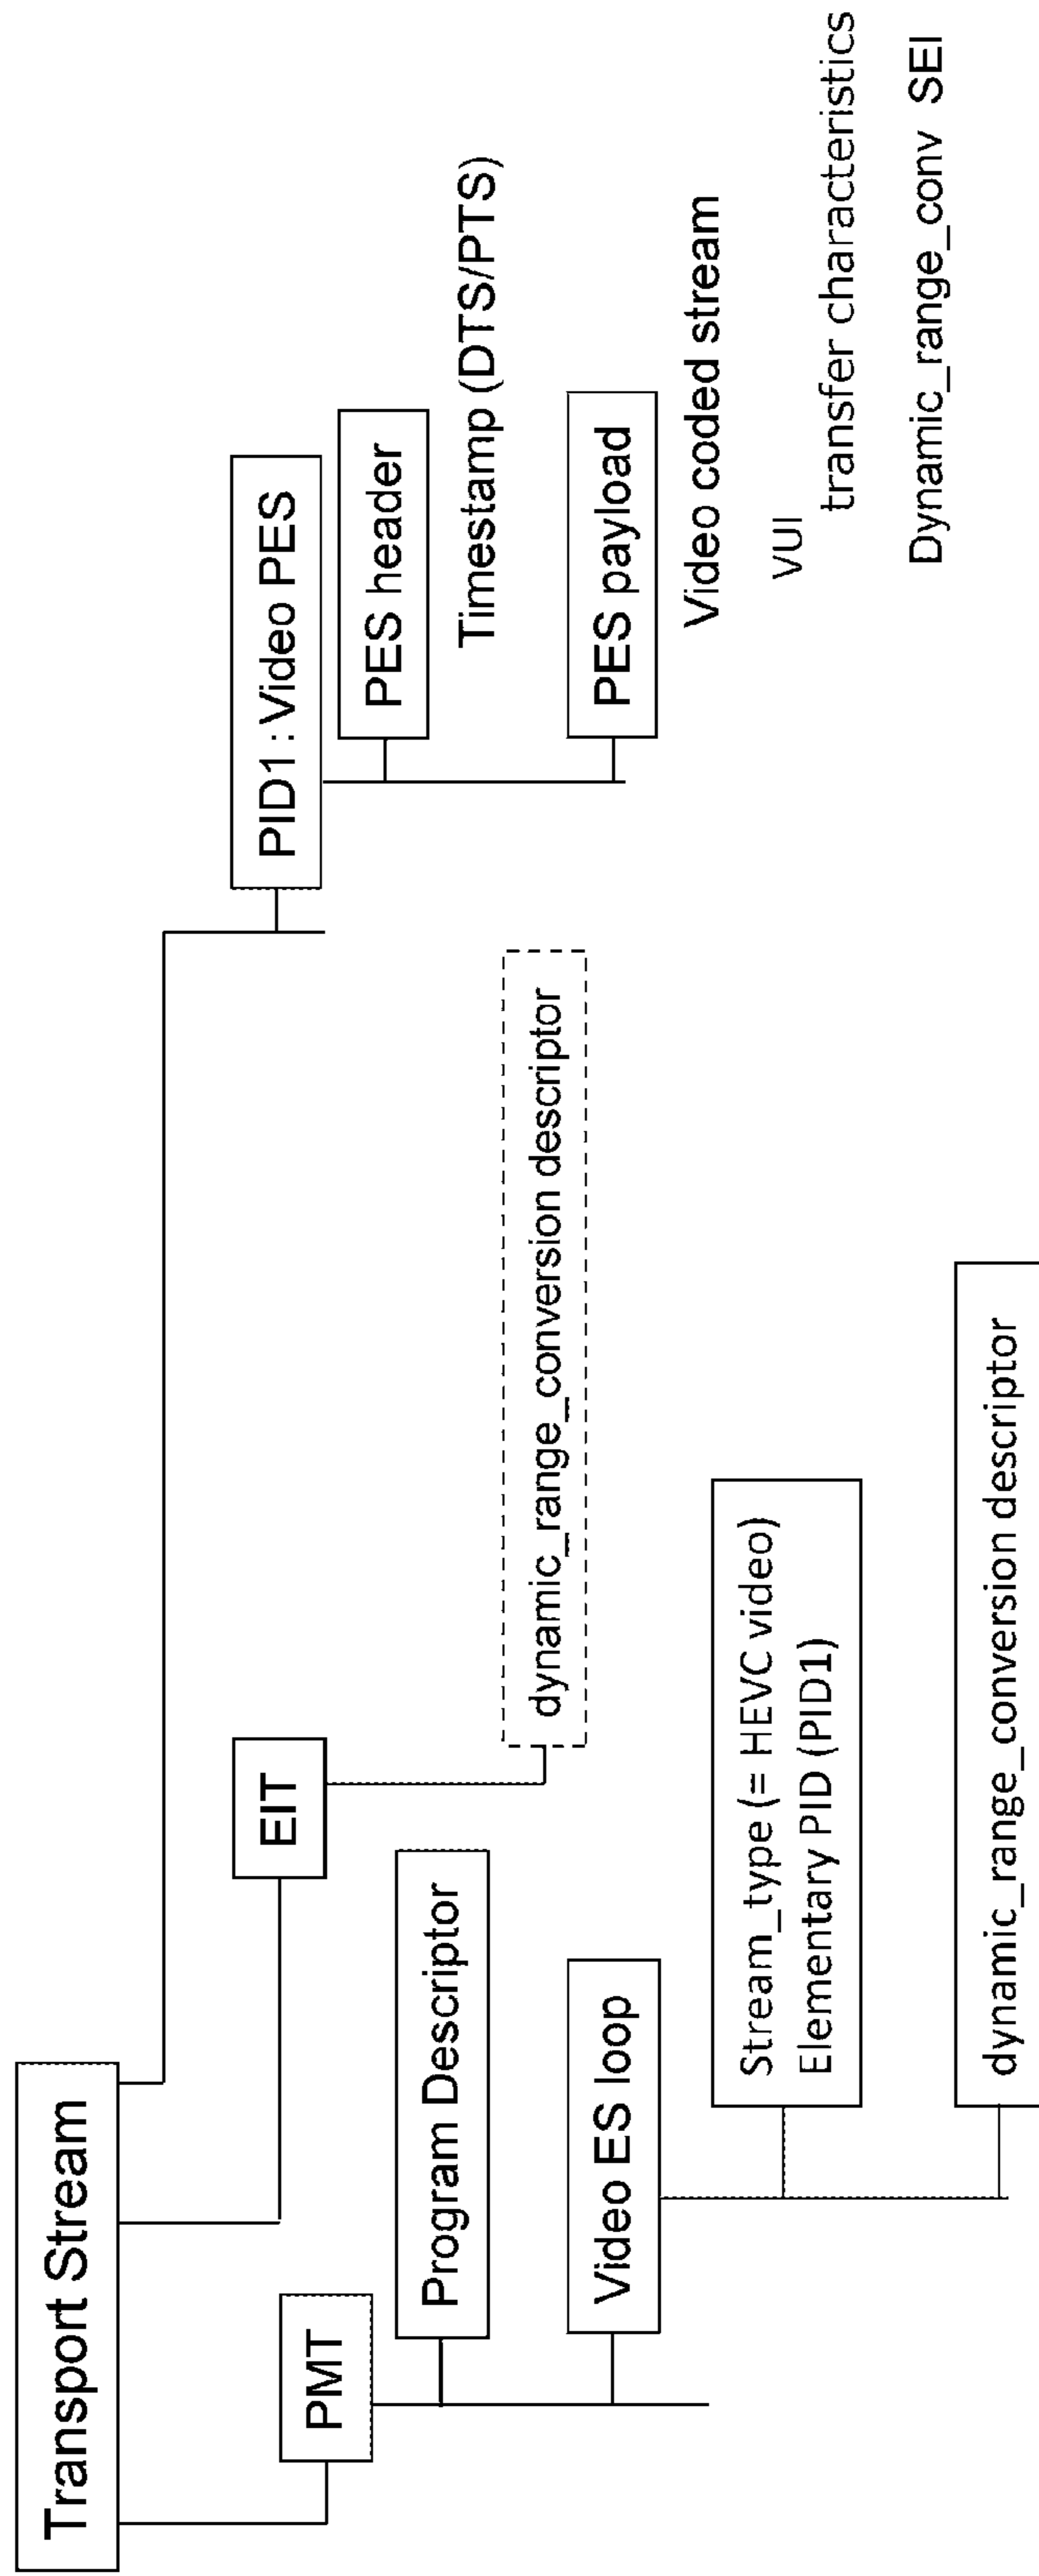 Transport Stream
PMT
Program Descriptor
Video ES loop
Stream_type (= HEVC video)
Elementary PID (PID1)
dynamic_range_conversion descriptor
EIT
dynamic_range_conversion descriptor
PID1 : Video PES
PES header
Timestamp (DTS/PTS)
PES payload
Video coded stream
VUI
transfer characteristics
Dynamic_range_conv SEI